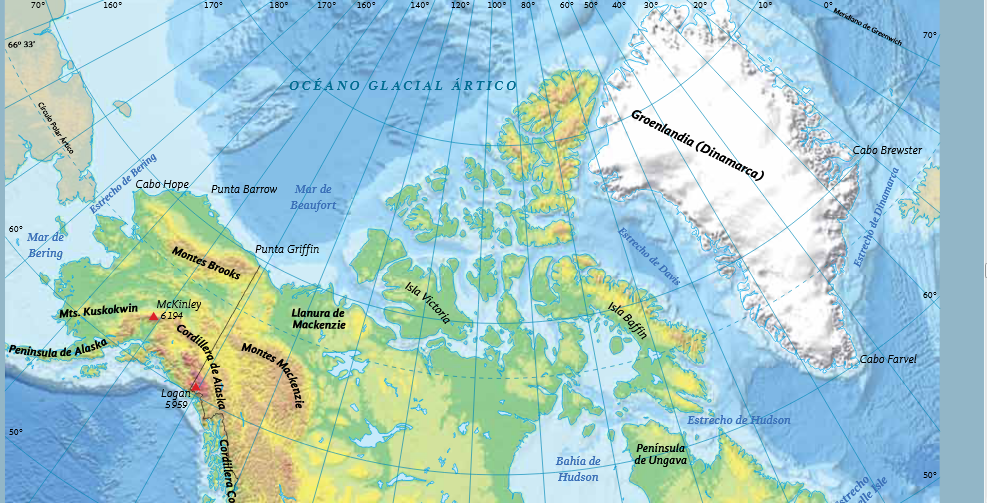 70°
160°
170°
180°
170°
160°
140°
120°
100°
80°
60°
50°
40°
30°
20°
10°
0°
Meridiano de Greenwich
70°
66° 33'
Círculo Polar Ártico
OCÉANO GLACIAL ÁRTICO
Groenlandia (Dinamarca)
Cabo Brewster
Estrecho de Bering
Cabo Hope
Punta Barrow
Mar de
Beaufort
Estrecho de Dinamarca
60°
Mar de
Bering
Punta Griffin
Estrecho de Davis
Montes Brooks
Isla Victoria
Isla Baffin
60°
McKinley
6194
Mts. Kuskokwin
Llanura de
Mackenzie
Península de Alaska
Cordillera de Alaska
Montes Mackenzie
Cabo Farvel
Logan
5959
Estrecho de Hudson
50°
Cordillera Co
Península
de Ungava
Bahía de
Hudson
50°
Estrecho